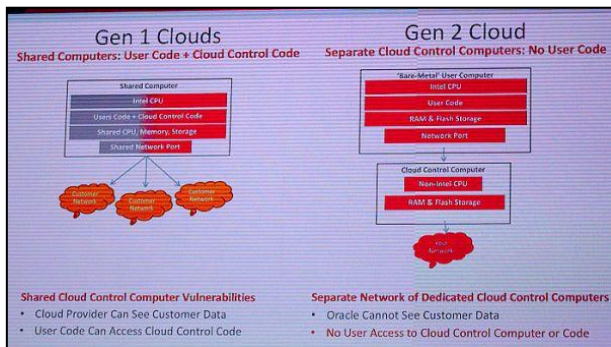 Gen 1 Clouds
Shared Computers: User Code + Cloud Control Code
Shared Computer
Intel CPU
Users Code + Cloud Control Code
Shared CPU, Memory, Storage
Shared Network Port
Customer Network
Customer Network
Customer Network
Shared Cloud Control Computer Vulnerabilities
• Cloud Provider Can See Customer Data
• User Code Can Access Cloud Control Code
Gen 2 Cloud
Separate Cloud Control Computers: No User Code
'Bare-Metal' User Computer
Intel CPU
User Code
RAM & Flash Storage
Network Port
Cloud Control Computer
Non-Intel CPU
RAM & Flash Storage
Your Network
Separate Network of Dedicated Cloud Control Computers
• Oracle Cannot See Customer Data
• No User Access to Cloud Control Computer or Code